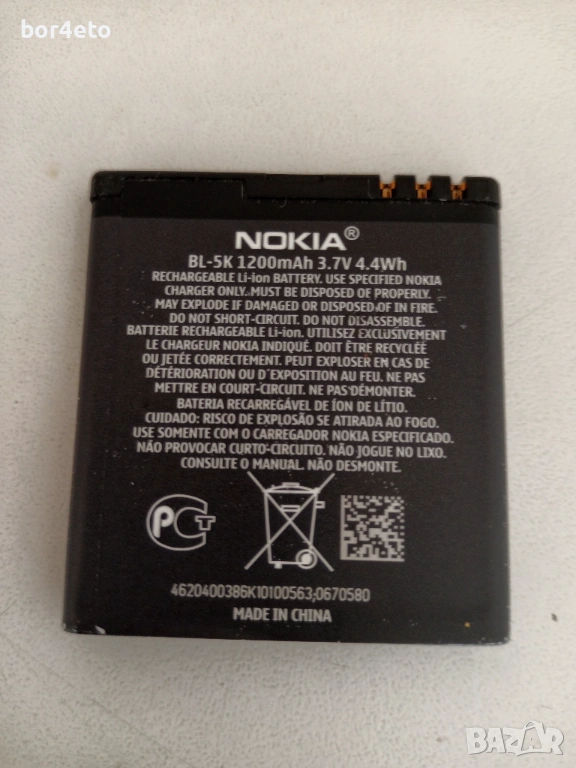 bor4eto
NOKIA®
BL-5K 1200mAh 3.7V 4.4Wh
RECHARGEABLE Li-ion BATTERY. USE SPECIFIED NOKIA
CHARGER ONLY. MUST BE DISPOSED OF PROPERLY.
MAY EXPLODE IF DAMAGED OR DISPOSED OF IN FIRE.
DO NOT SHORT-CIRCUIT. DO NOT DISASSEMBLE.
BATTERIE RECHARGEABLE Li-ion. UTILISEZ EXCLUSIVEMENT
LE CHARGEUR NOKIA INDIQUÉ. DOIT ÊTRE RECYCLÉE
OU JETÉE CORRECTEMENT. PEUT EXPLOSER EN CAS DE
DÉTÉRIORATION OU D'EXPOSITION AU FEU. NE PAS
METTRE EN COURT-CIRCUIT. NE PAS DÉMONTER.
BATERIA RECARREGÁVEL DE ÍON DE LÍTIO.
CUIDADO: RISCO DE EXPLOSÃO SE ATIRADA AO FOGO.
USE SOMENTE COM O CARREGADOR NOKIA ESPECIFICADO.
NÃO PROVOCAR CURTO-CIRCUITO. NÃO JOGUE NO LIXO.
CONSULTE O MANUAL. NÃO DESMONTE.
РСТ
4620400386K10100563;0670580
MADE IN CHINA
BAZAR